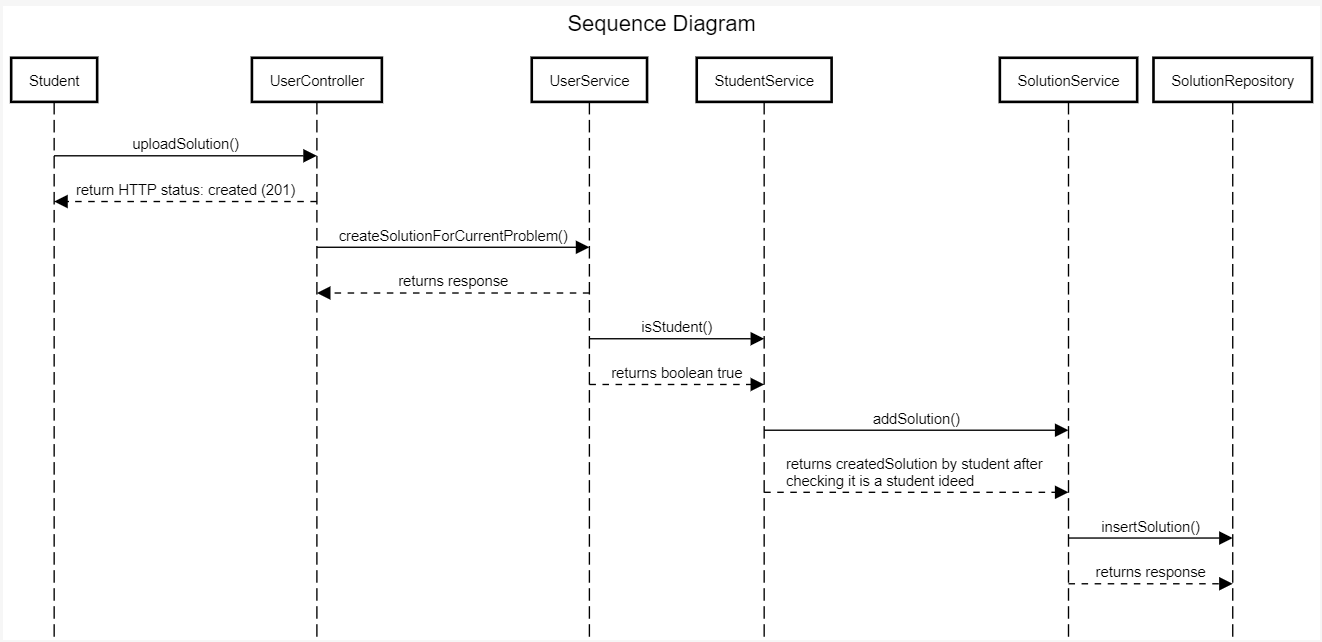 Sequence Diagram
Student
UserController
UserService
StudentService
SolutionService
SolutionRepository
uploadSolution()
return HTTP status: created (201)
createSolutionForCurrentProblem()
returns response
isStudent()
returns boolean true
addSolution()
returns createdSolution by student after
checking it is a student ideed
insertSolution()
returns response